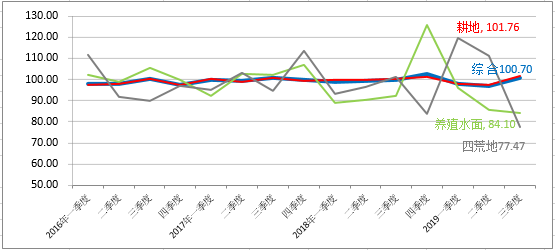 130.00
120.00
110.00
100.00
90.00
80.00
70.00
60.00
50.00
耕地, 101.76
综 合100.70
养殖水面, 84.10
四荒地77.47
2016年一季度
二季度
三季度
四季度
2017年一季度
二季度
三季度
四季度
2018年一季度
二季度
三季度
四季度
2019一季度
二季度
三季度